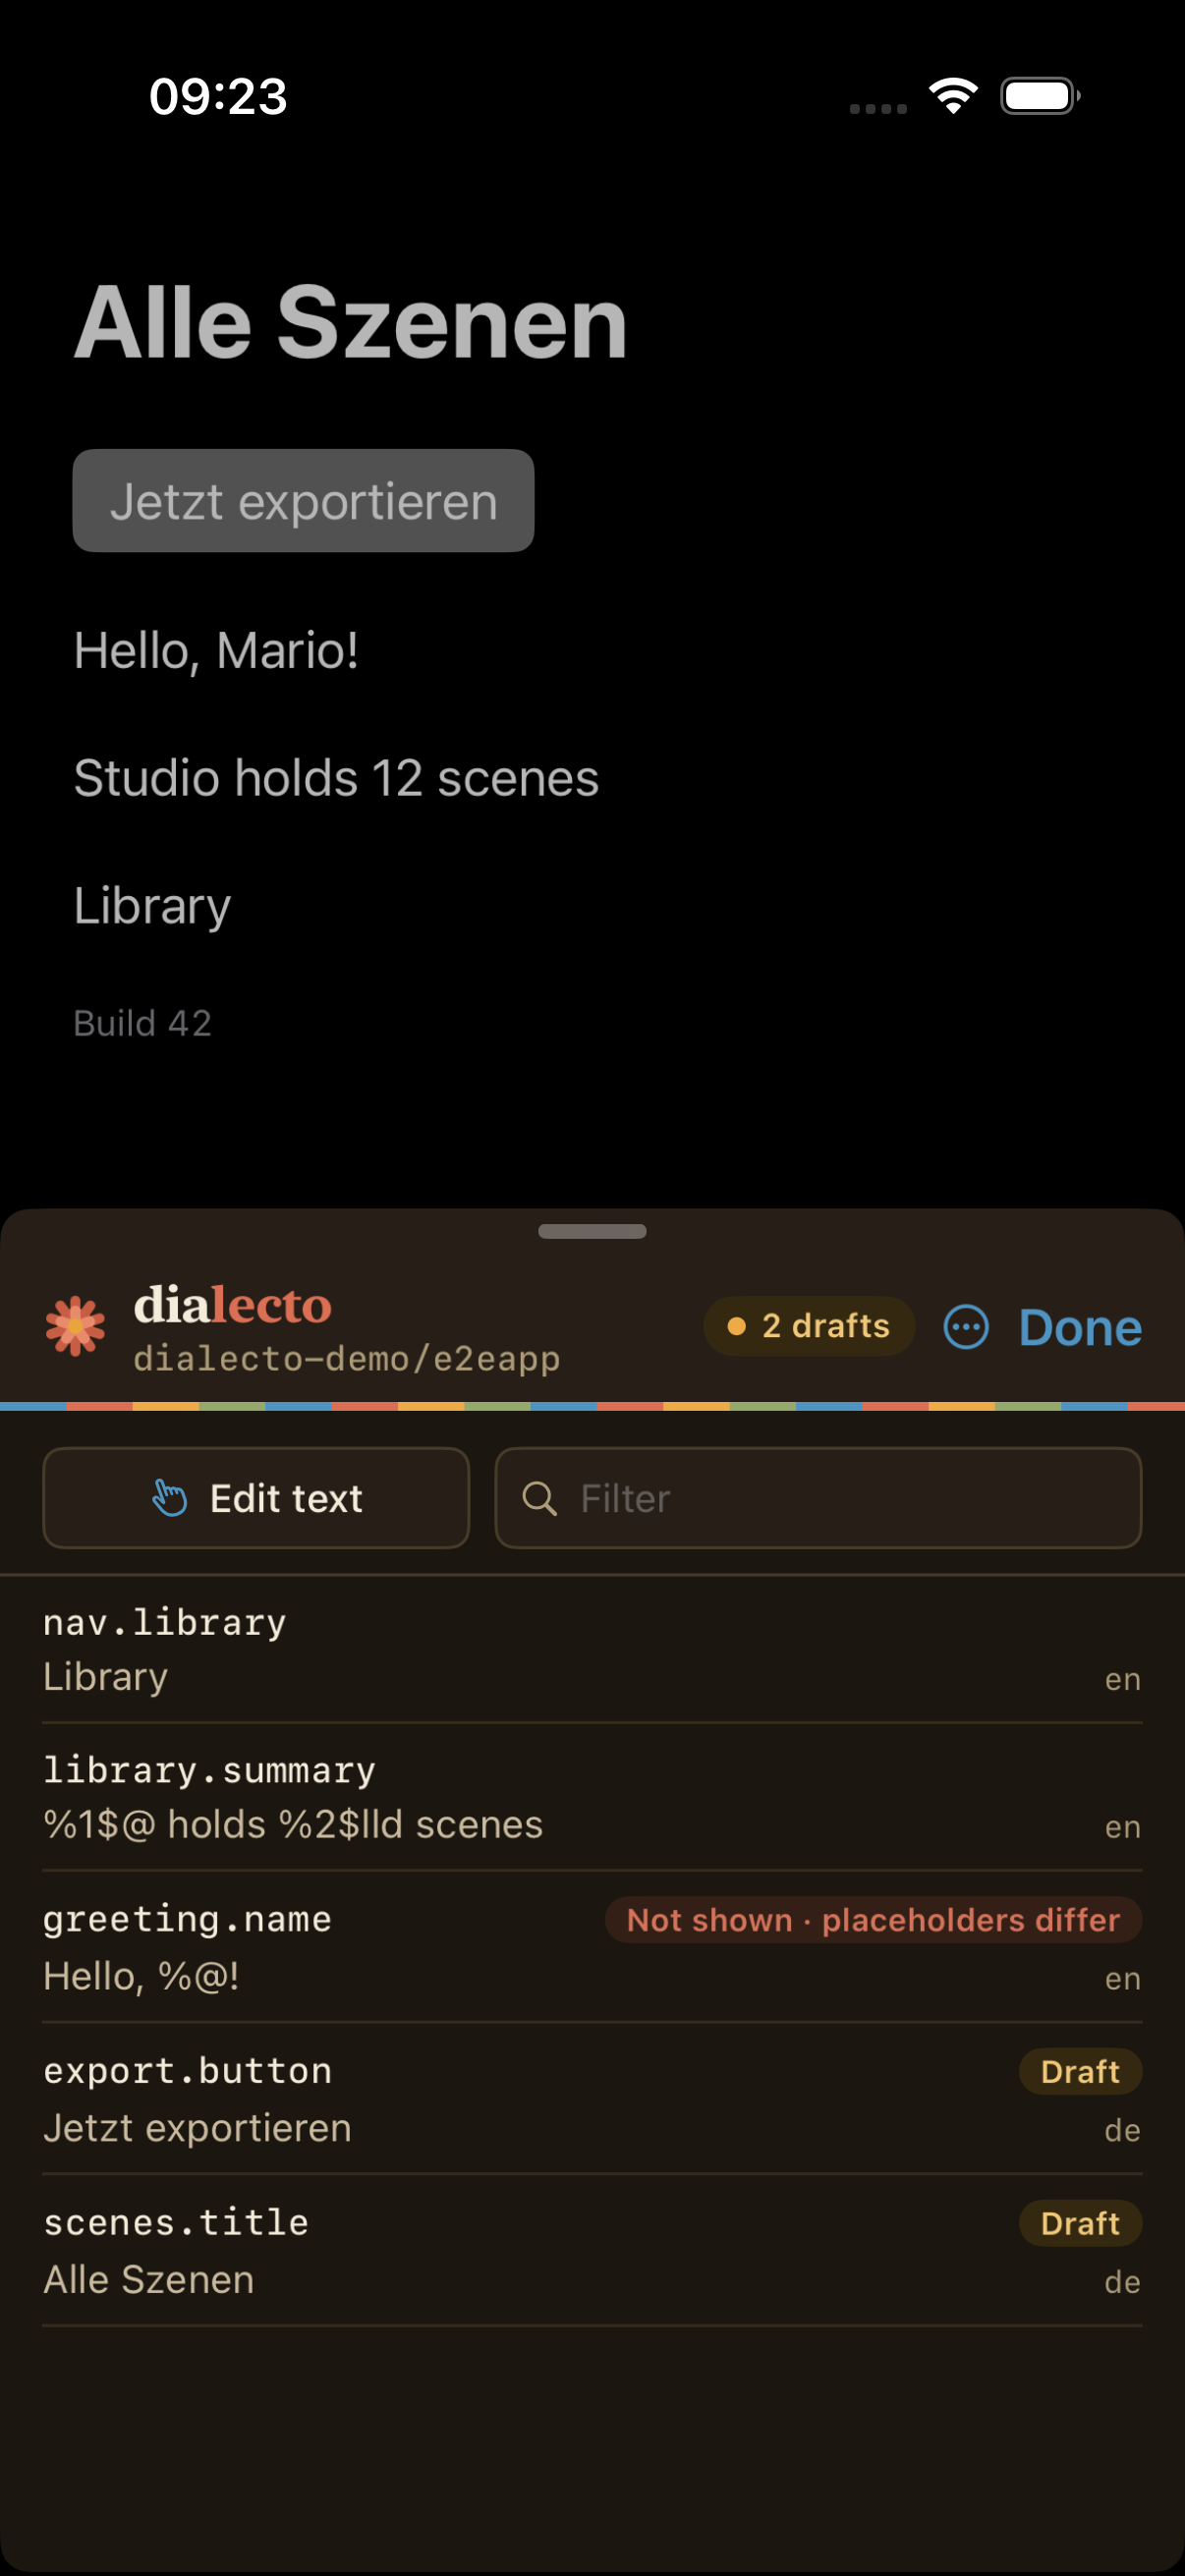 09:23
Alle Szenen
Jetzt exportieren
Hello, Mario!
Studio holds 12 scenes
Library
Build 42
dialecto
dialecto-demo/e2eapp
2 drafts
Done
Edit text
Filter
nav.library
Library
en
library.summary
%1$@ holds %2$lld scenes
en
greeting.name
Not shown · placeholders differ
Hello, %@!
en
export.button
Draft
Jetzt exportieren
de
scenes.title
Draft
Alle Szenen
de